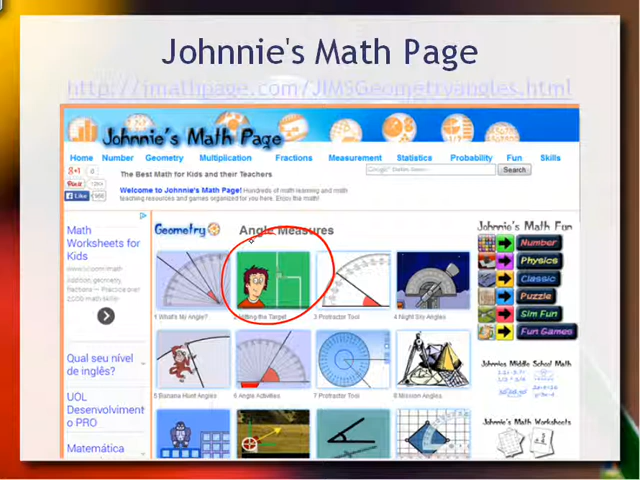 Johnnie's Math Page
http://jmathpage.com/JIMSGeometryangles.html
Johnnie's Math Page
Home Number Geometry Multiplication Fractions Measurement Statistics Probability Fun Skills
The Best Math for Kids and their Teachers
Search
Welcome to Johnnie's Math Page! Hundreds of math learning and math
teaching resources and games organized for you here. Enjoy the math!
Like
Math
Worksheets for
Kids
Geometry
Angle Measures
Johnnie's Math Fun
Number
Physics
Classic
Puzzle
Sim Fun
Fun Games
1 What's My Angle?
2 Hitting the Target
3 Protractor Tool
4 Night Sky Angles
5 Banana Hunt Angles
6 Angle Activities
7 Protractor Tool
8 Mission Angles
Qual seu nível
de inglês?
UOL
Desenvolviment
o PRO
Matemática
Johnnies Middle School Math
Johnnie's Math Worksheets